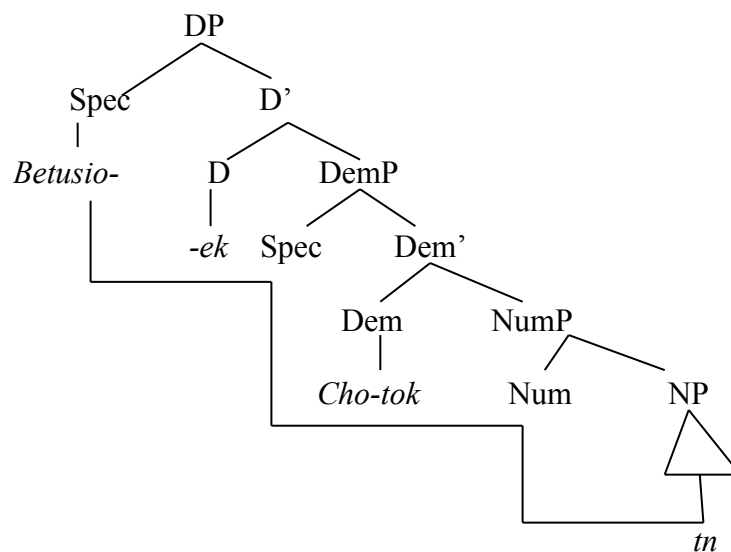 DP
Spec D’
Betusio- D DemP
-ek Spec Dem’
Dem NumP
Cho-tok Num NP
tn